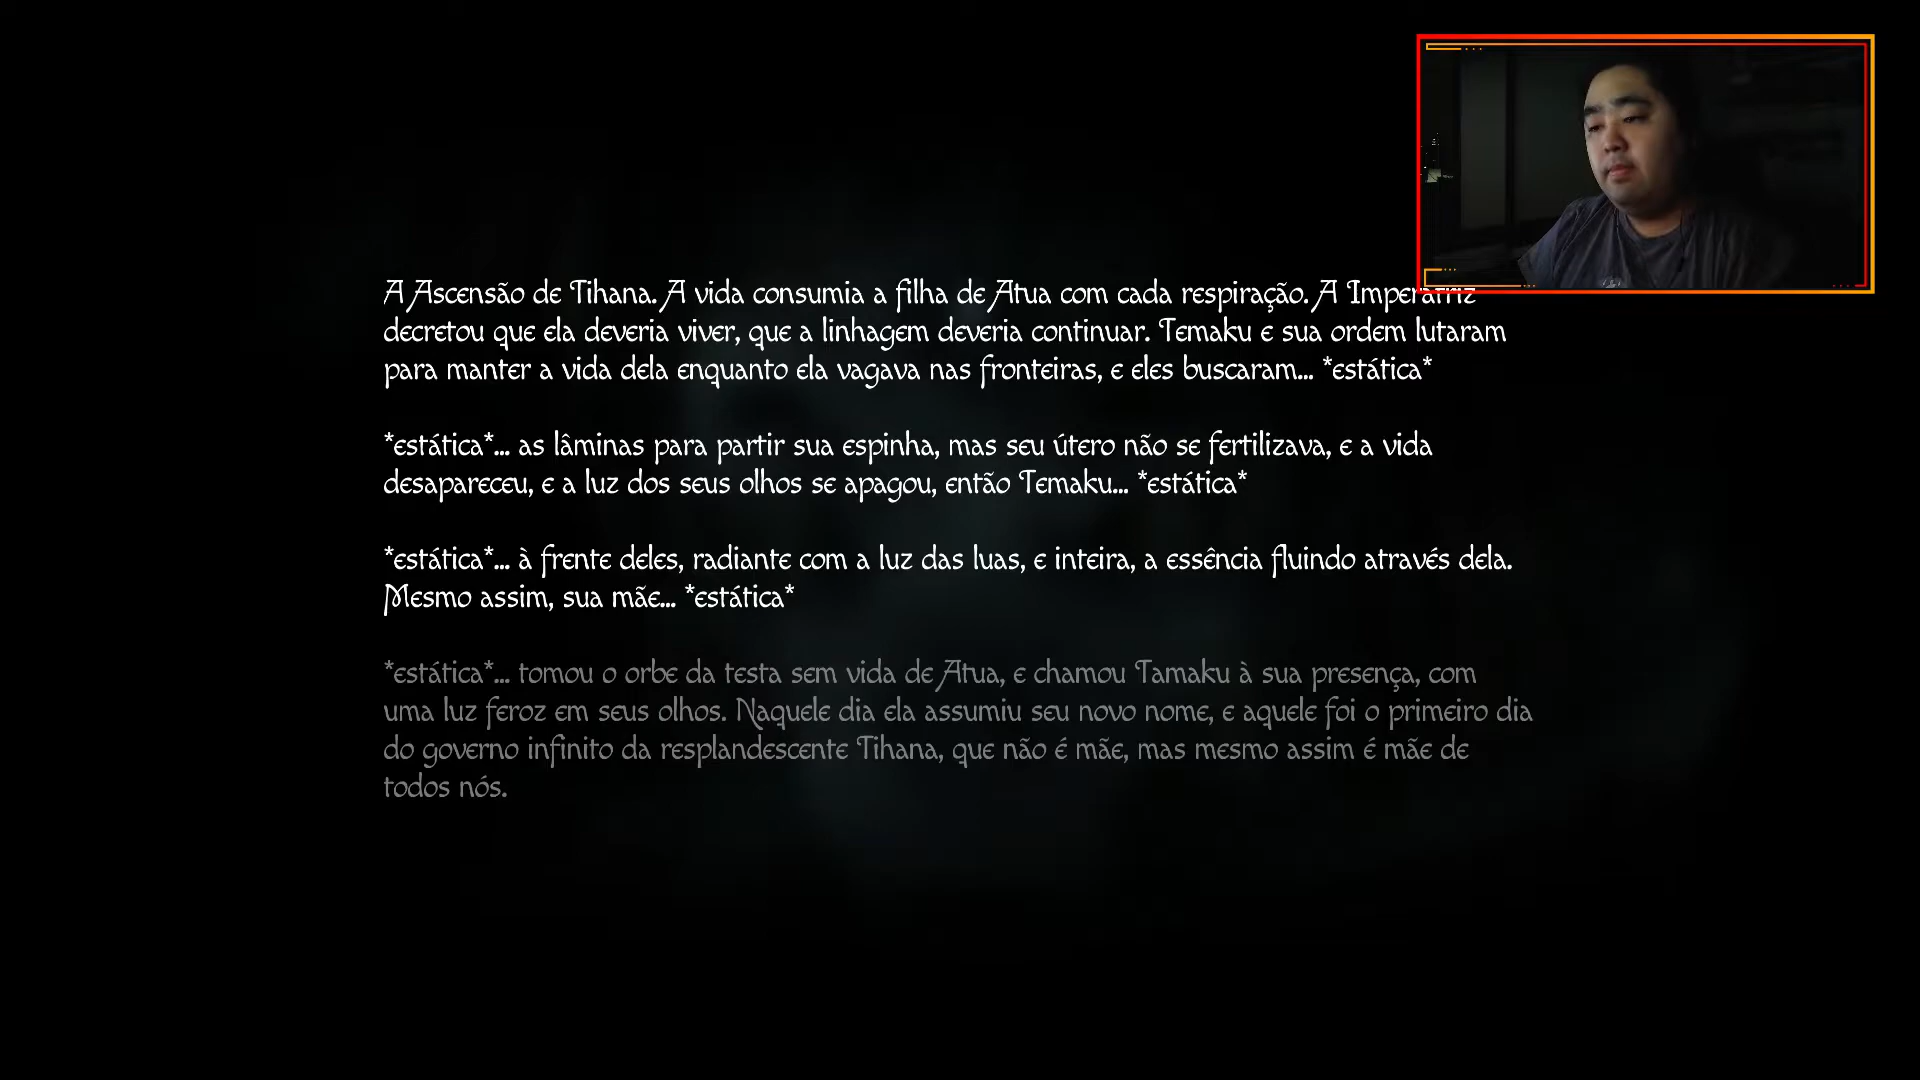 A Ascensão de Tihana. A vida consumia a filha de Atua com cada respiração. A Imperatriz
decretou que ela deveria viver, que a linhagem deveria continuar. Temaku e sua ordem lutaram
para manter a vida dela enquanto ela vagava nas fronteiras, e eles buscaram... *estática*
*estática*... as lâminas para partir sua espinha, mas seu útero não se fertilizava, e a vida
desapareceu, e a luz dos seus olhos se apagou, então Temaku... *estática*
*estática*... à frente deles, radiante com a luz das luas, e inteira, a essência fluindo através dela.
Mesmo assim, sua mãe... *estática*
*estática*... tomou o orbe da testa sem vida de Atua, e chamou Tamaku à sua presença, com
uma luz feroz em seus olhos. Naquele dia ela assumiu seu novo nome, e aquele foi o primeiro dia
do governo infinito da resplandescente Tihana, que não é mãe, mas mesmo assim é mãe de
todos nós.